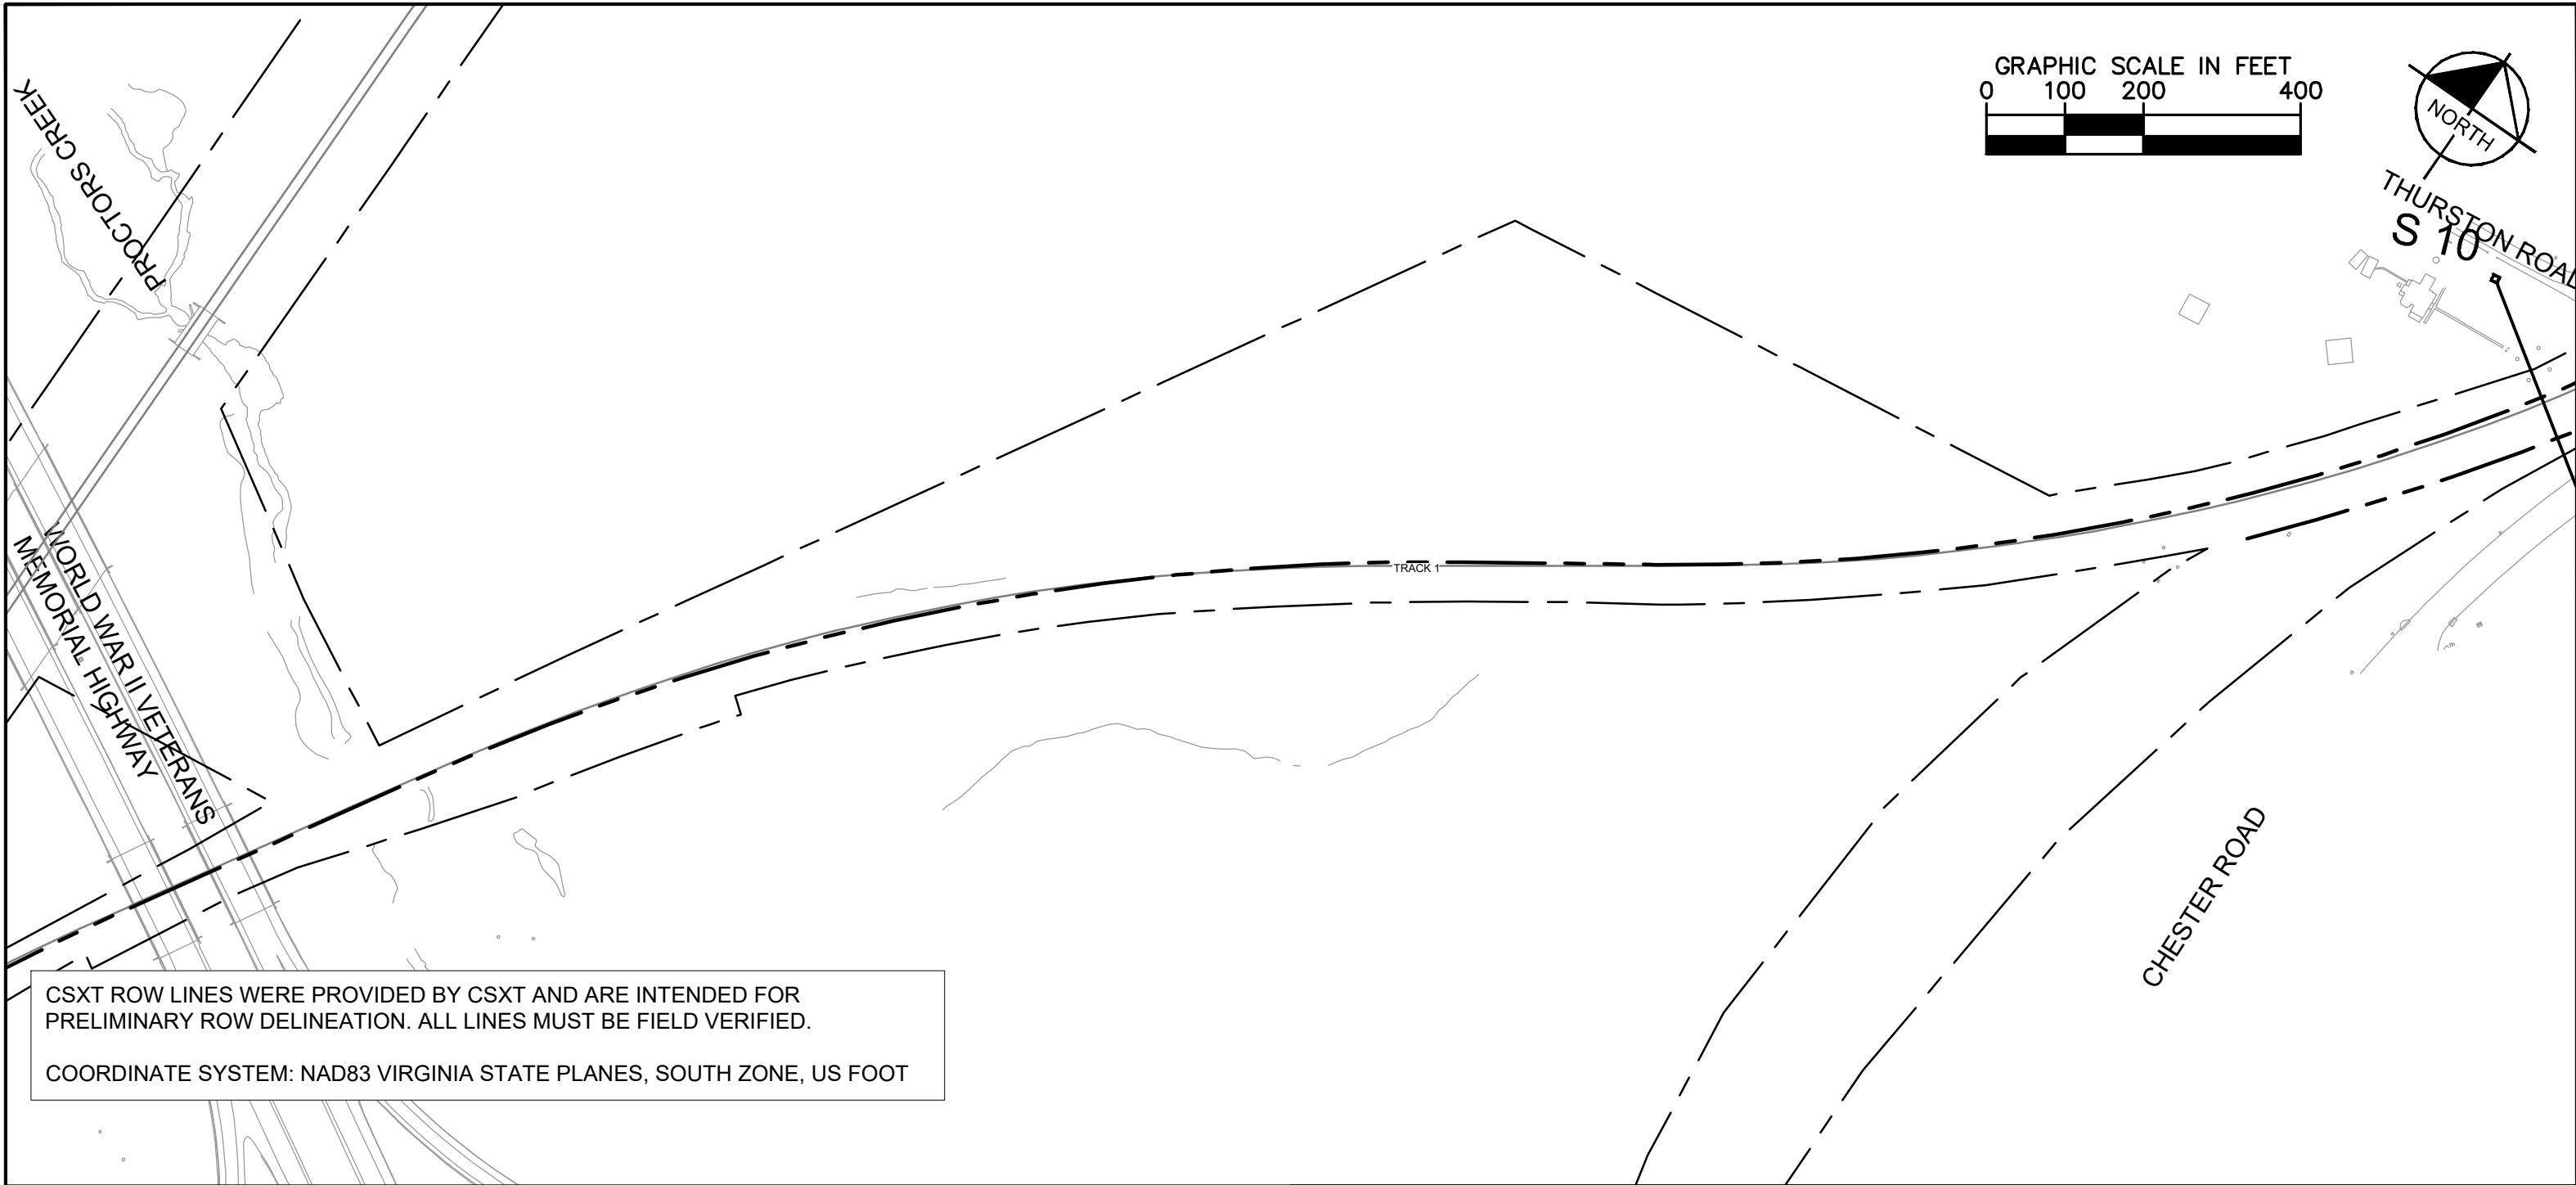 GRAPHIC SCALE IN FEET
0 100 200 400
NORTH
PROCTORS CREEK
THURSTON ROAD
S 10
WORLD WAR II VETERANS
MEMORIAL HIGHWAY
TRACK 1
CHESTER ROAD
CSXT ROW LINES WERE PROVIDED BY CSXT AND ARE INTENDED FOR
PRELIMINARY ROW DELINEATION. ALL LINES MUST BE FIELD VERIFIED.
COORDINATE SYSTEM: NAD83 VIRGINIA STATE PLANES, SOUTH ZONE, US FOOT